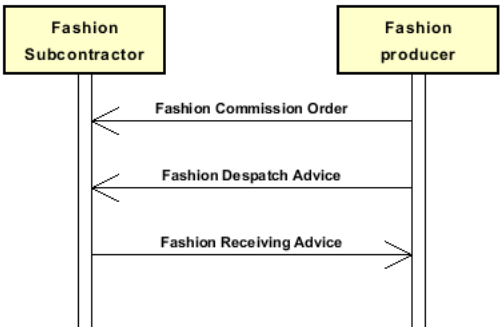 Fashion
Subcontractor
Fashion
producer
Fashion Commission Order
Fashion Despatch Advice
Fashion Receiving Advice